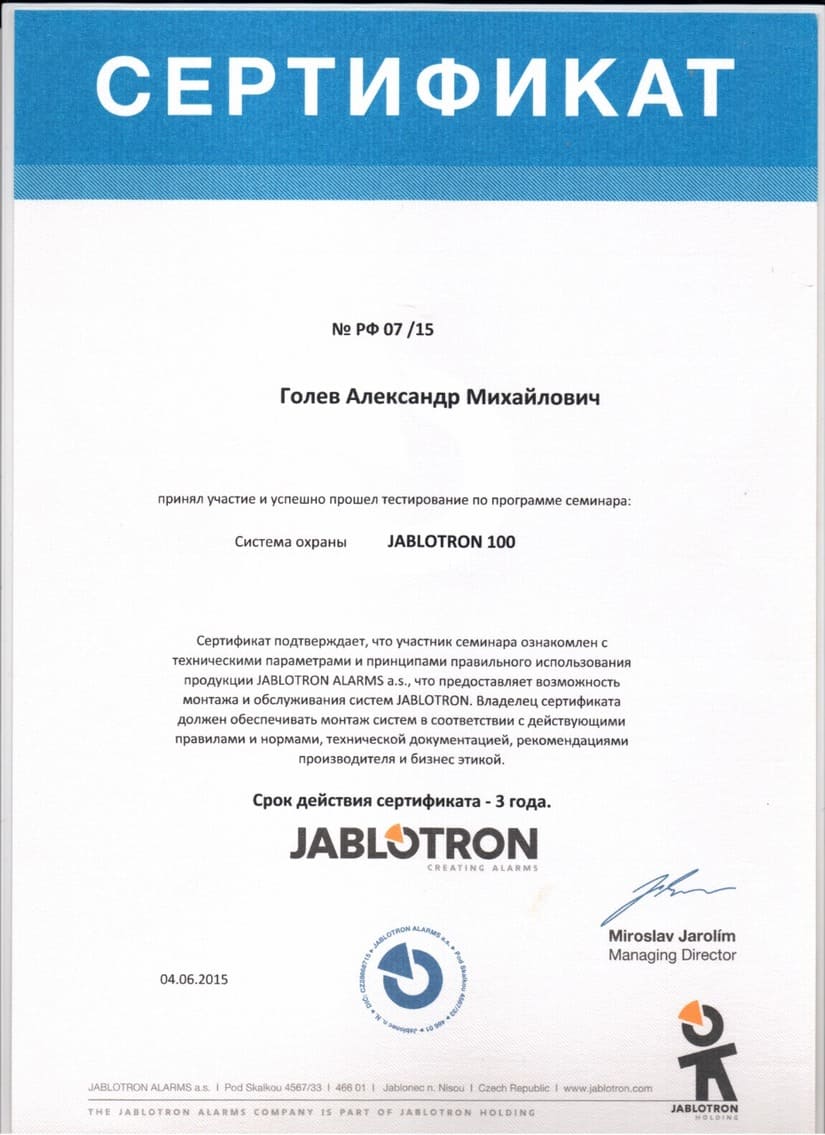 СЕРТИФИКАТ
№ РФ 07 /15
Голев Александр Михайлович
принял участие и успешно прошел тестирование по программе семинара:
Система охраны JABLOTRON 100
Сертификат подтверждает, что участник семинара ознакомлен с
техническими параметрами и принципами правильного использования
продукции JABLOTRON ALARMS a.s., что предоставляет возможность
монтажа и обслуживания систем JABLOTRON. Владелец сертификата
должен обеспечивать монтаж систем в соответствии с действующими
правилами и нормами, технической документацией, рекомендациями
производителя и бизнес этикой.
Срок действия сертификата - 3 года.
JABLOTRON
CREATING ALARMS
Miroslav Jarolím
Managing Director
04.06.2015
JABLOTRON ALARMS a.s. • Pod Skalkou 4567/33 • 466 01 • Jablonec n. N. • DIČ: CZ28668715 •
JABLOTRON
HOLDING
JABLOTRON ALARMS a.s. I Pod Skalkou 4567/33 I 466 01 I Jablonec n. Nisou I Czech Republic I www.jablotron.com
THE JABLOTRON ALARMS COMPANY IS PART OF JABLOTRON HOLDING